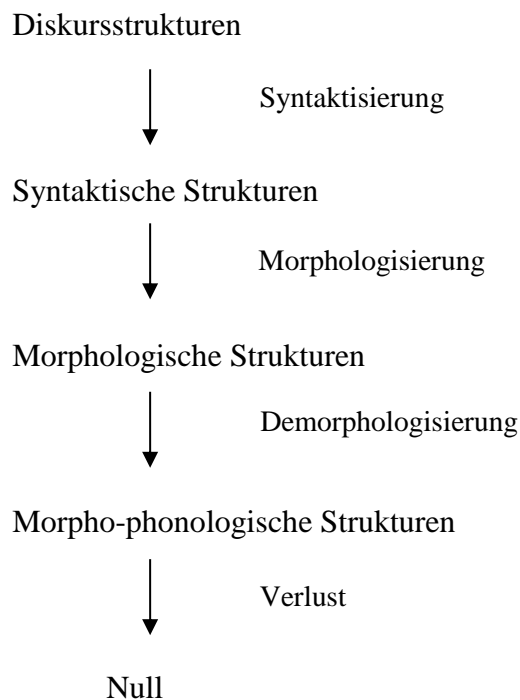 Diskursstrukturen
Syntaktisierung
Syntaktische Strukturen
Morphologisierung
Morphologische Strukturen
Demorphologisierung
Morpho-phonologische Strukturen
Verlust
Null